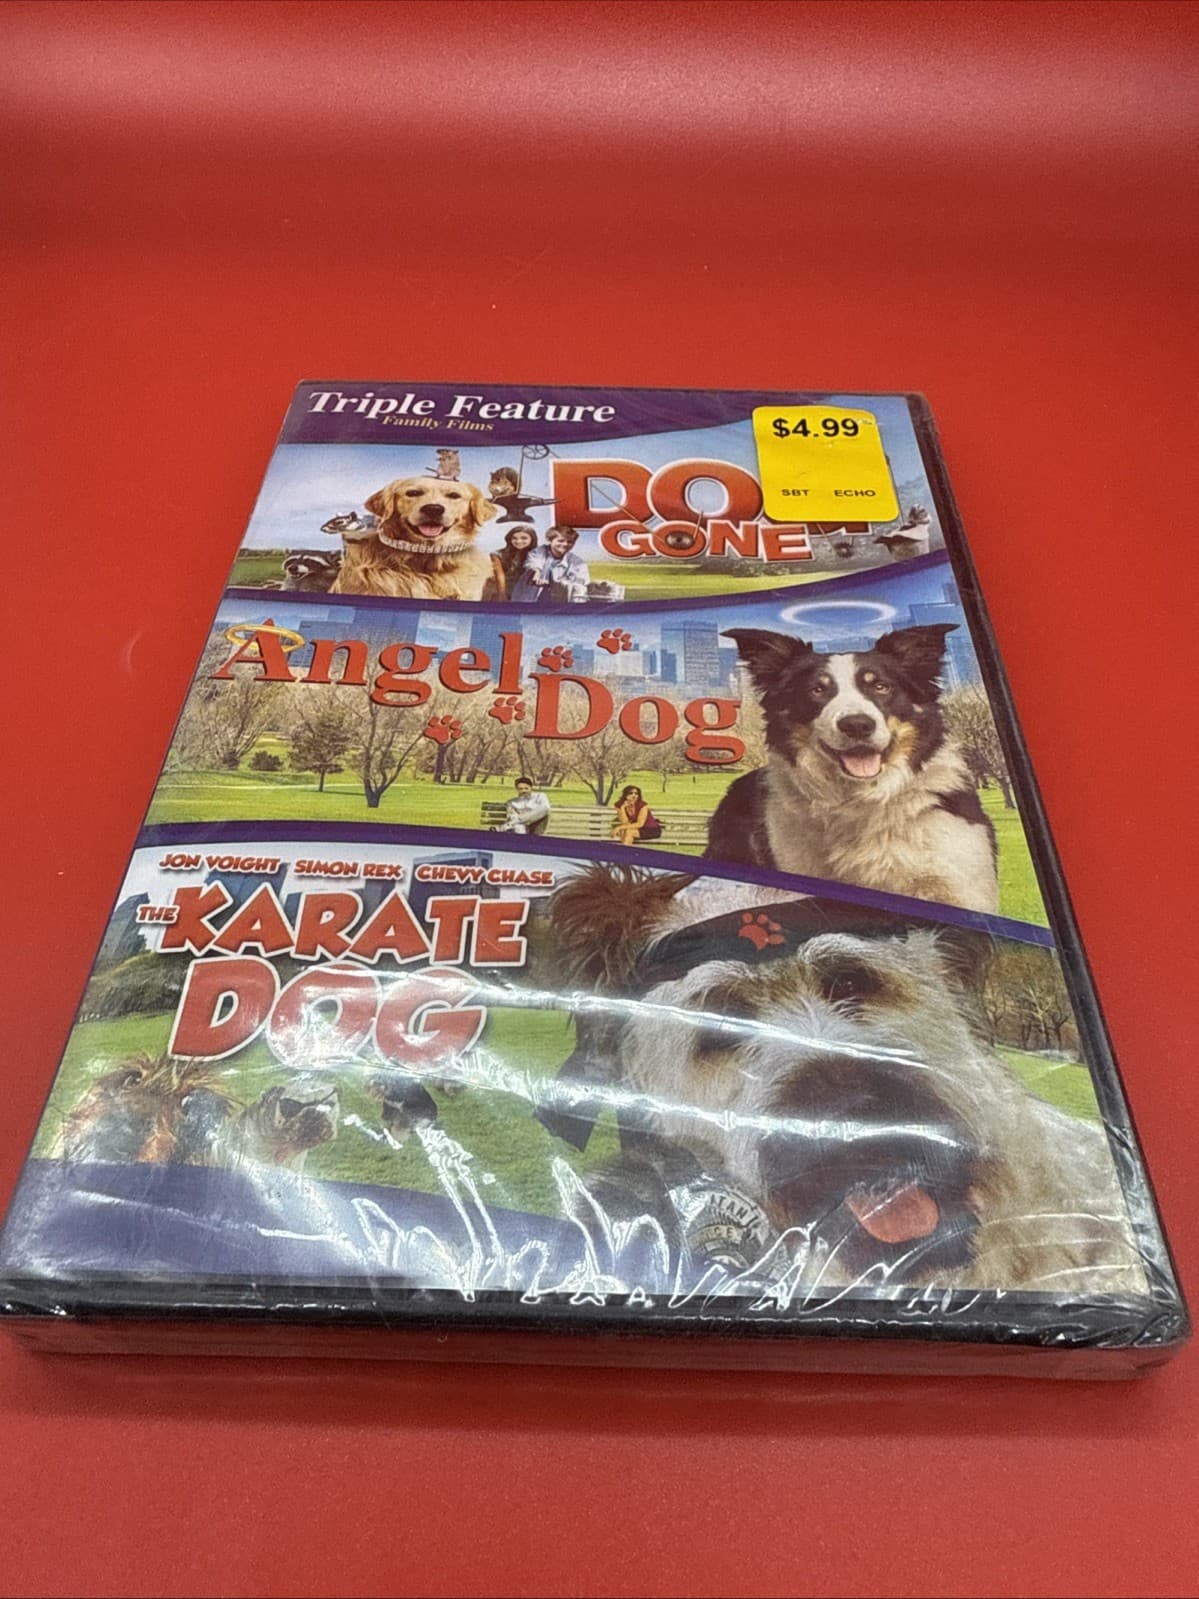 Triple Feature
Family Films
$4.99
SBT ECHO
DO
GONE
Angel
Dog
JON VOIGHT SIMON REX CHEVY CHASE
THE KARATE
DOG